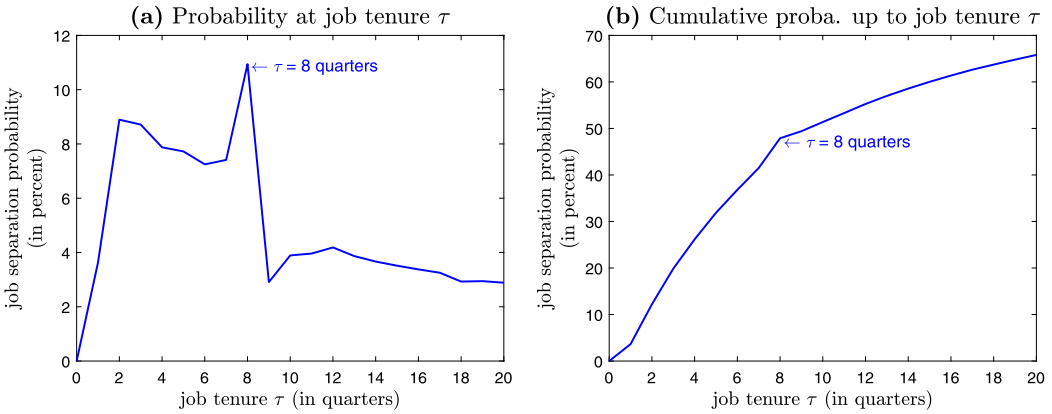 (a) Probability at job tenure τ
12
10
8
6
4
2
0
job separation probability
(in percent)
← τ = 8 quarters
0 2 4 6 8 10 12 14 16 18 20
job tenure τ (in quarters)
(b) Cumulative proba. up to job tenure τ
70
60
50
40
30
20
10
0
job separation probability
(in percent)
← τ = 8 quarters
0 2 4 6 8 10 12 14 16 18 20
job tenure τ (in quarters)